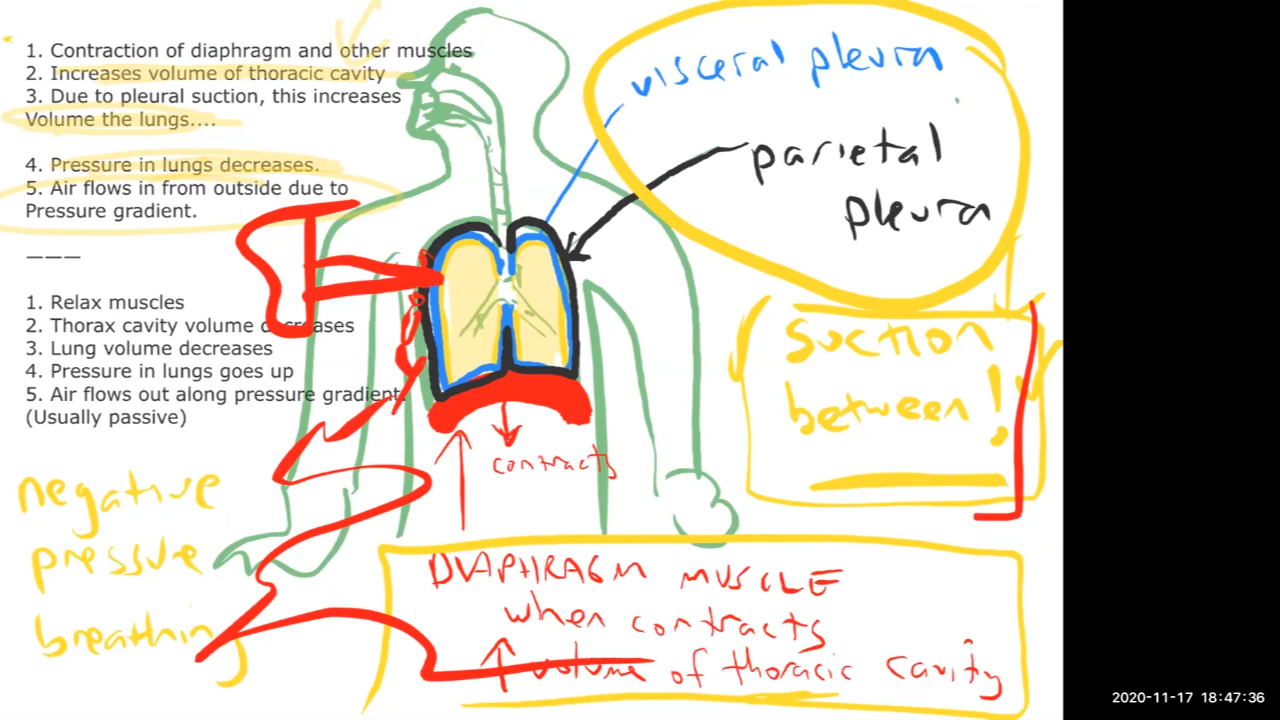 1. Contraction of diaphragm and other muscles
2. Increases volume of thoracic cavity
3. Due to pleural suction, this increases
Volume the lungs....
4. Pressure in lungs decreases.
5. Air flows in from outside due to
Pressure gradient.
———
1. Relax muscles
2. Thorax cavity volume decreases
3. Lung volume decreases
4. Pressure in lungs goes up
5. Air flows out along pressure gradient.
(Usually passive)
negative
pressure
breathing
visceral pleura
parietal
pleura
suction
between!
contracts
DIAPHRAGM MUSCLE
when contracts
↑ volume of thoracic cavity
2020-11-17 18:47:36